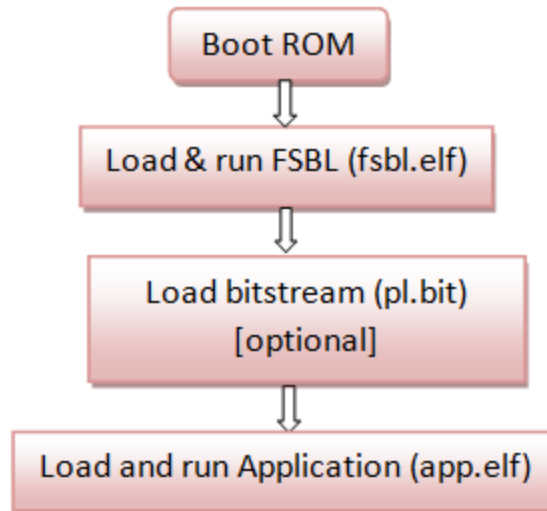 Boot ROM
Load & run FSBL (fsbl.elf)
Load bitstream (pl.bit)
[optional]
Load and run Application (app.elf)